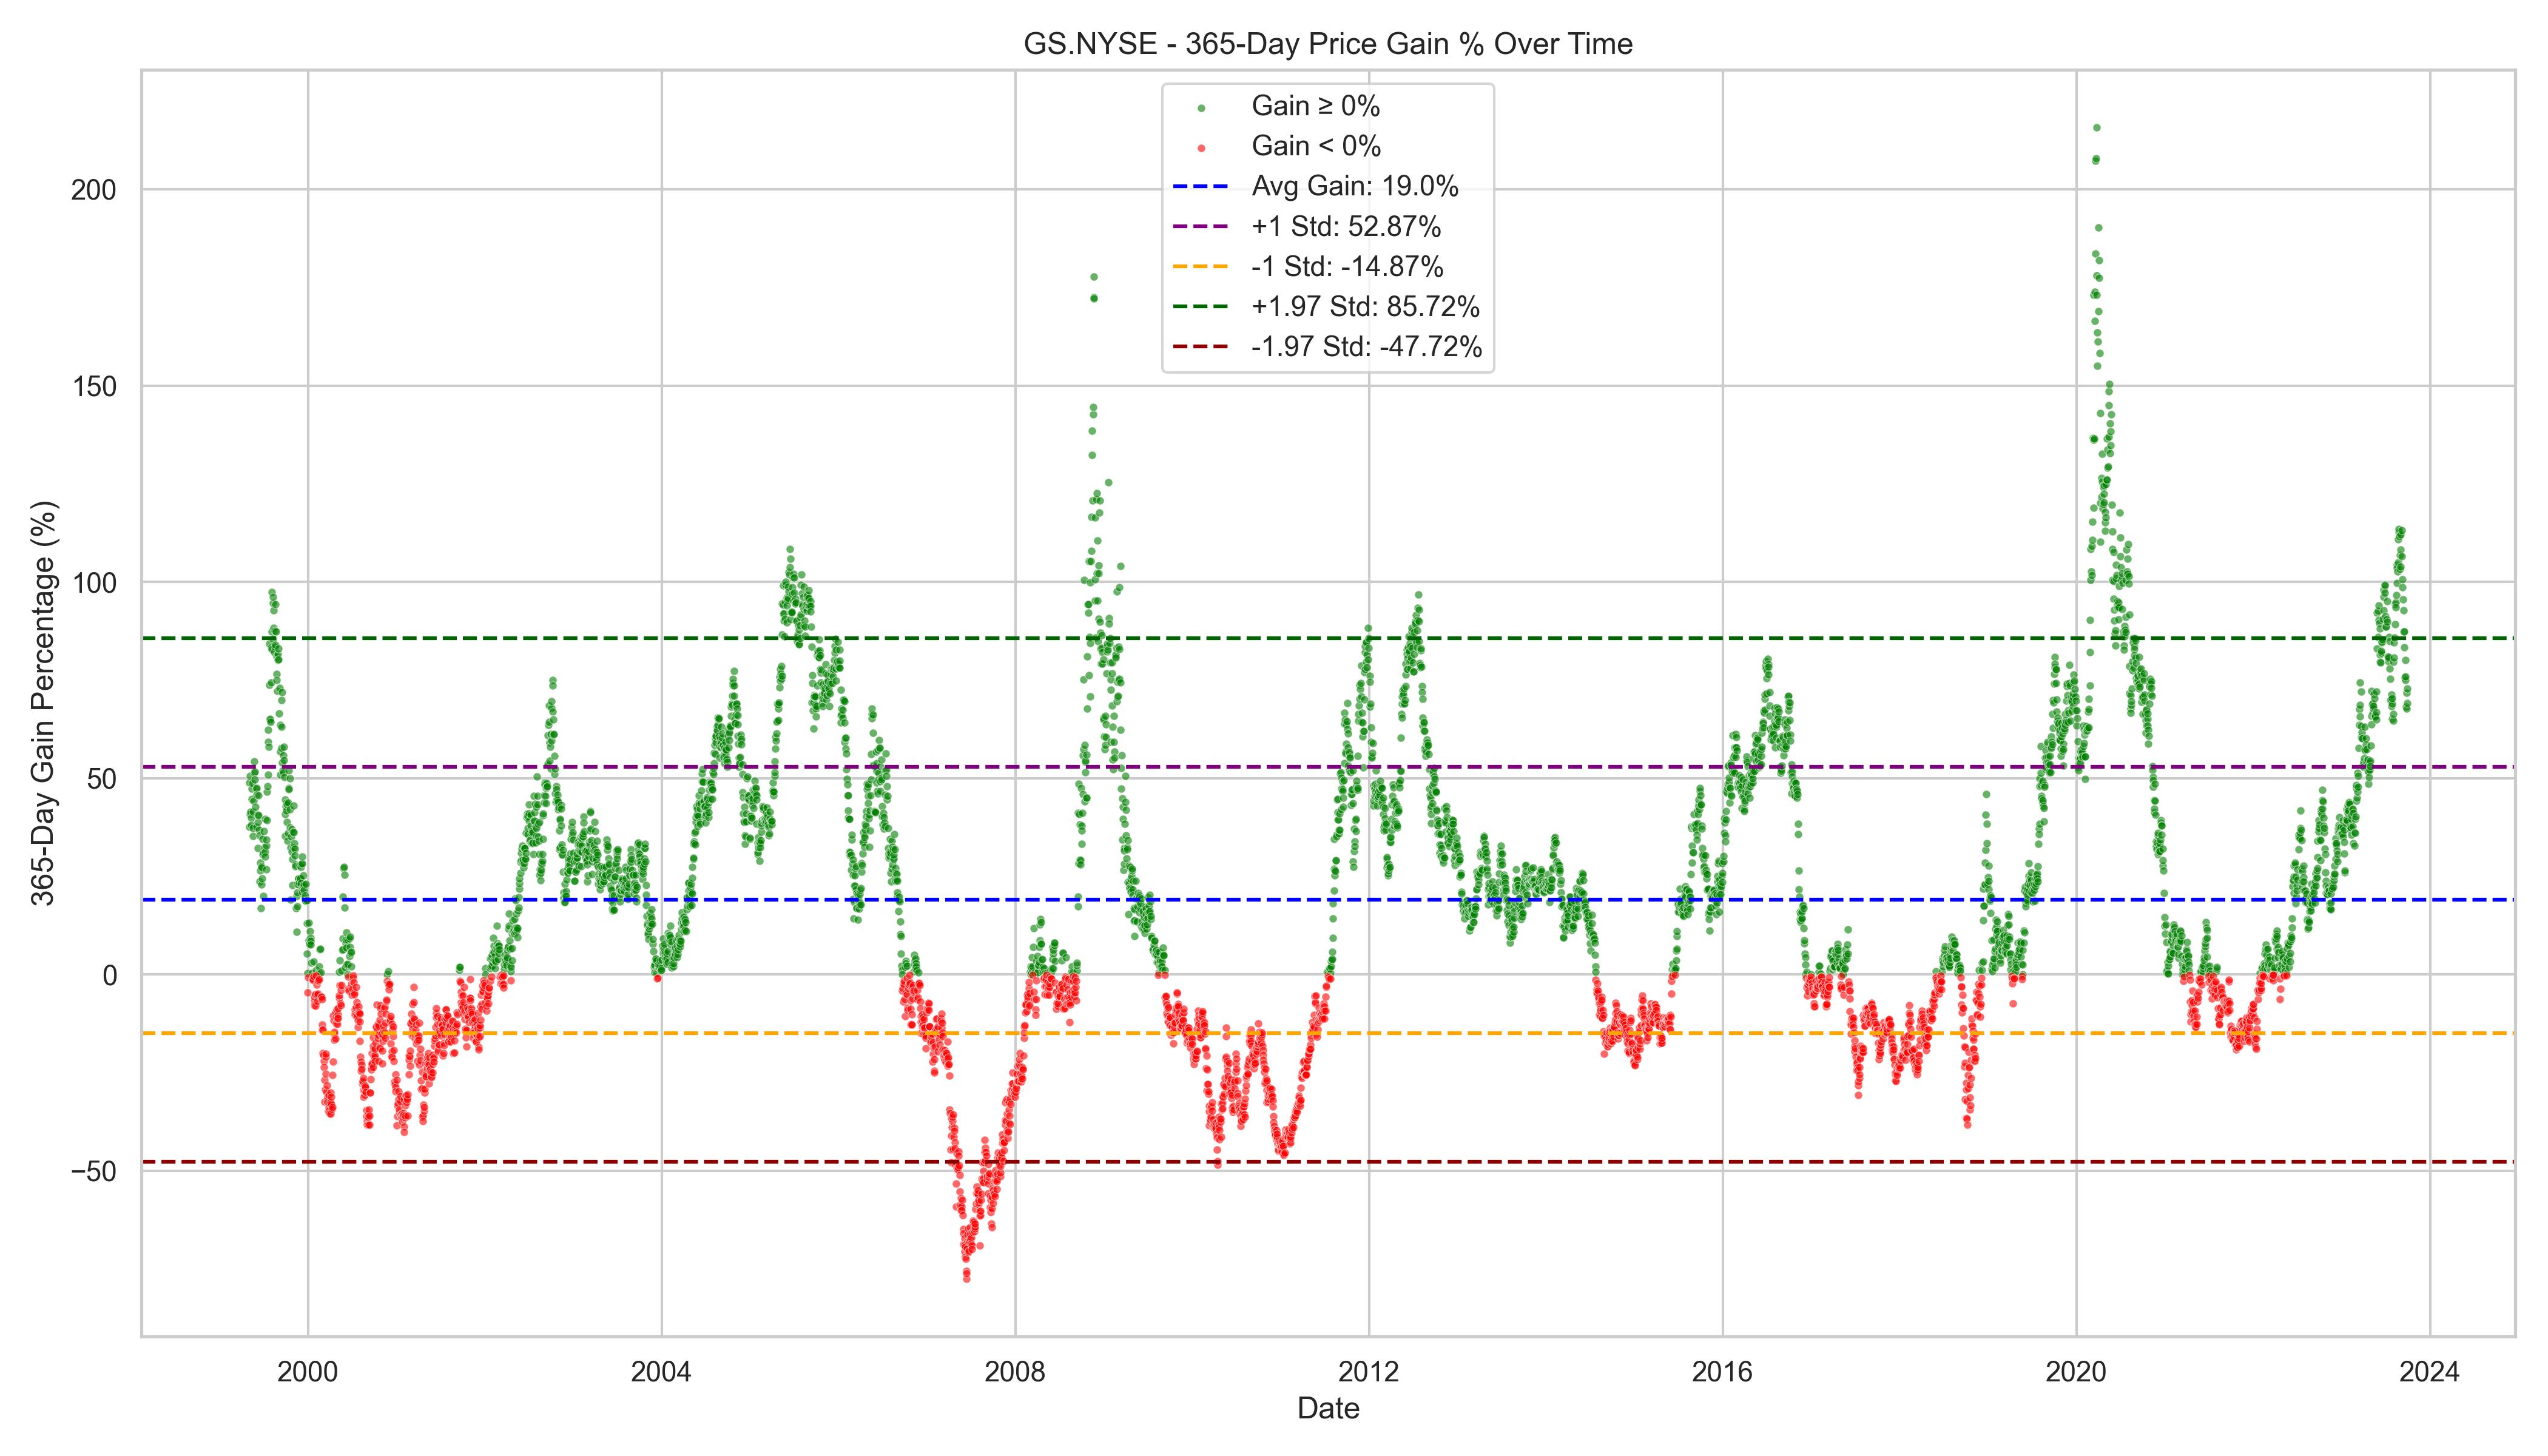 GS.NYSE - 365-Day Price Gain % Over Time
Gain ≥ 0%
Gain < 0%
Avg Gain: 19.0%
+1 Std: 52.87%
-1 Std: -14.87%
+1.97 Std: 85.72%
-1.97 Std: -47.72%
365-Day Gain Percentage (%)
200
150
100
50
0
−50
2000
2004
2008
2012
2016
2020
2024
Date